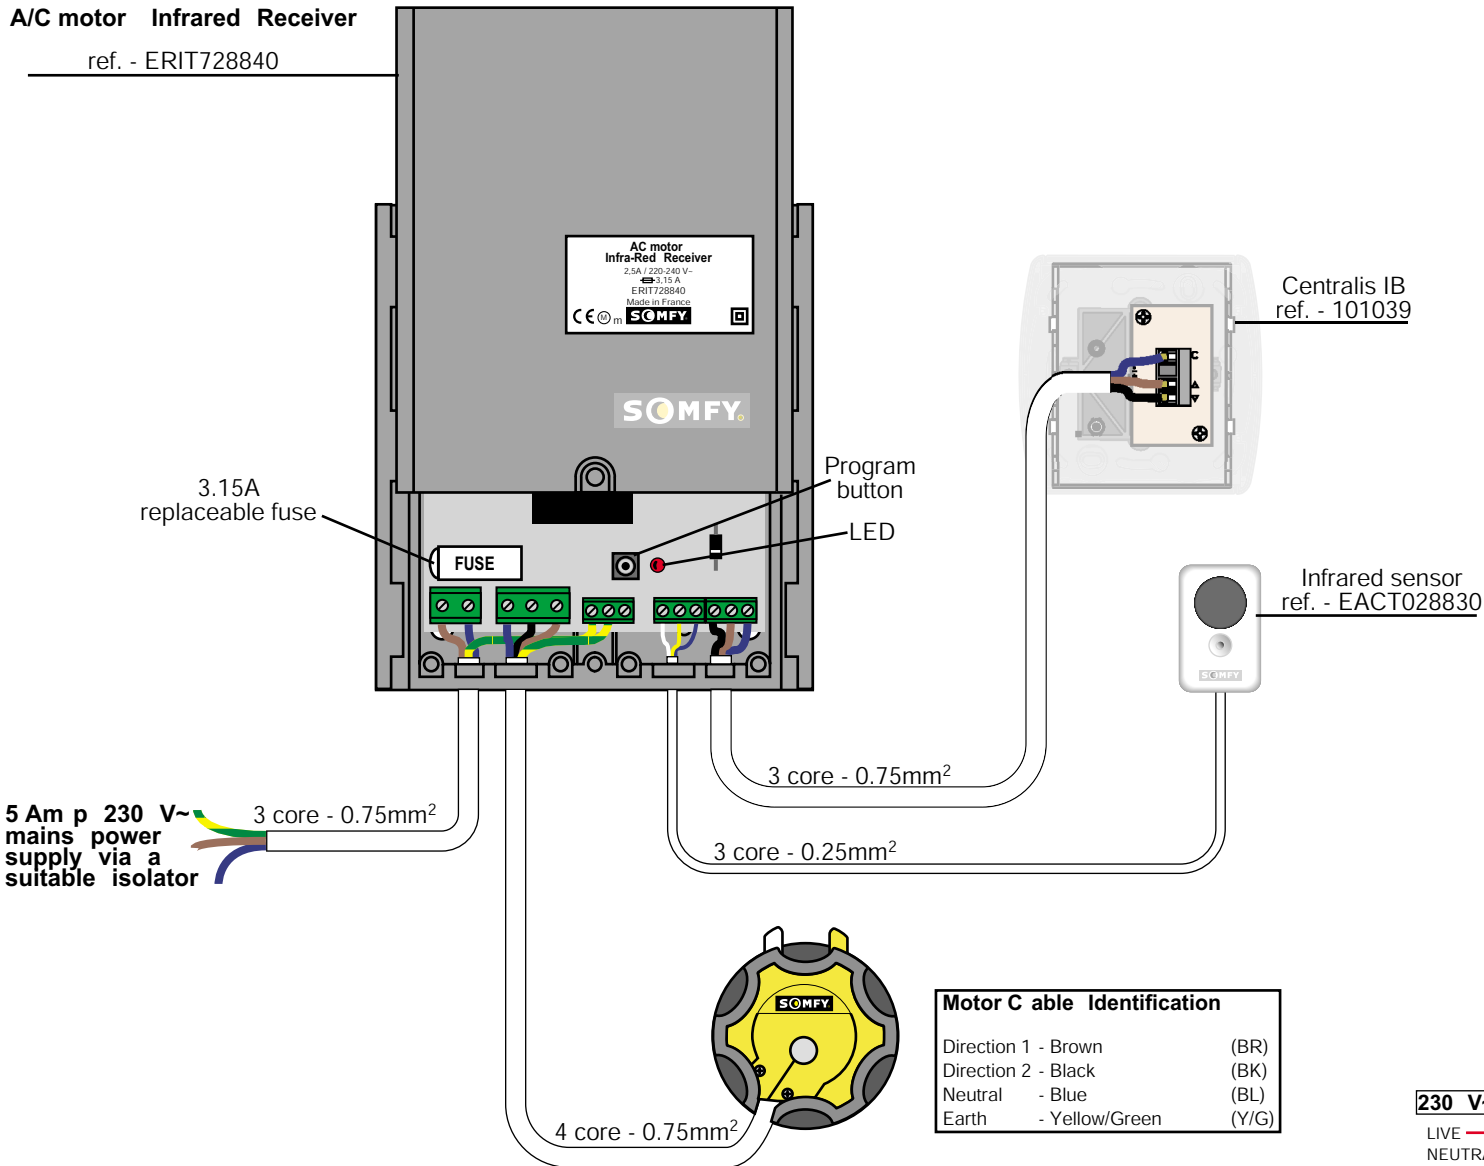 A/C motor Infrared Receiver
ref. - ERIT728840
AC motor
Infra-Red Receiver
2,5A / 220-240 V~
3,15 A
ERIT728840
Made in France
CE M m SOMFY
SOMFY.
Centralis IB
ref. - 101039
C
3.15A
replaceable fuse
Program
button
LED
FUSE
Infrared sensor
ref. - EACT028830
SOMFY
3 core - 0.75mm²
5 Am p 230 V~
mains power
supply via a
suitable isolator
3 core - 0.75mm²
3 core - 0.25mm²
SOMFY
4 core - 0.75mm²
Motor C able Identification
Direction 1 - Brown (BR)
Direction 2 - Black (BK)
Neutral - Blue (BL)
Earth - Yellow/Green (Y/G)
230 V~
LIVE
NEUTR